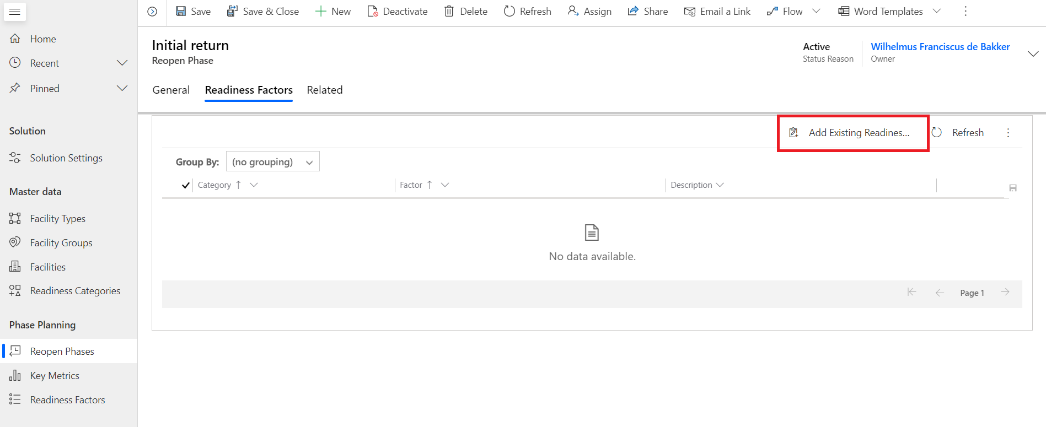 Save
Save & Close
New
Deactivate
Delete
Refresh
Assign
Share
Email a Link
Flow
Word Templates
Home
Recent
Pinned
Solution
Solution Settings
Master data
Facility Types
Facility Groups
Facilities
Readiness Categories
Phase Planning
Reopen Phases
Key Metrics
Readiness Factors
Initial return
Reopen Phase
Active
Status Reason
Wilhelmus Franciscus de Bakker
Owner
General
Readiness Factors
Related
Add Existing Readines...
Refresh
Group By:
(no grouping)
Category
Factor
Description
No data available.
Page 1